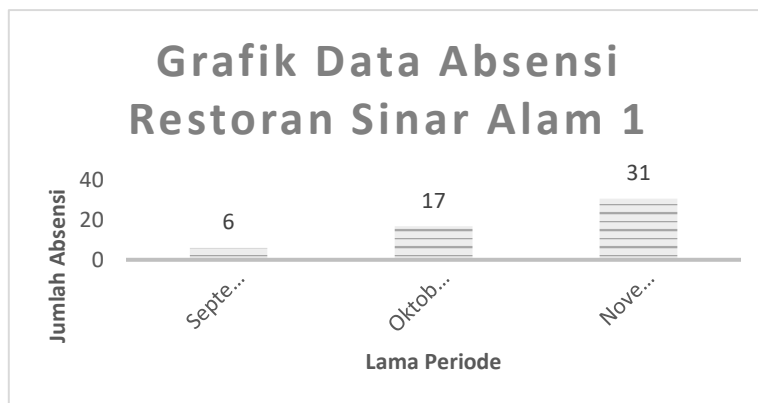 Grafik Data Absensi
Restoran Sinar Alam 1
Jumlah Absensi
40
20
0
6
17
31
Septe...
Oktob...
Nove...
Lama Periode